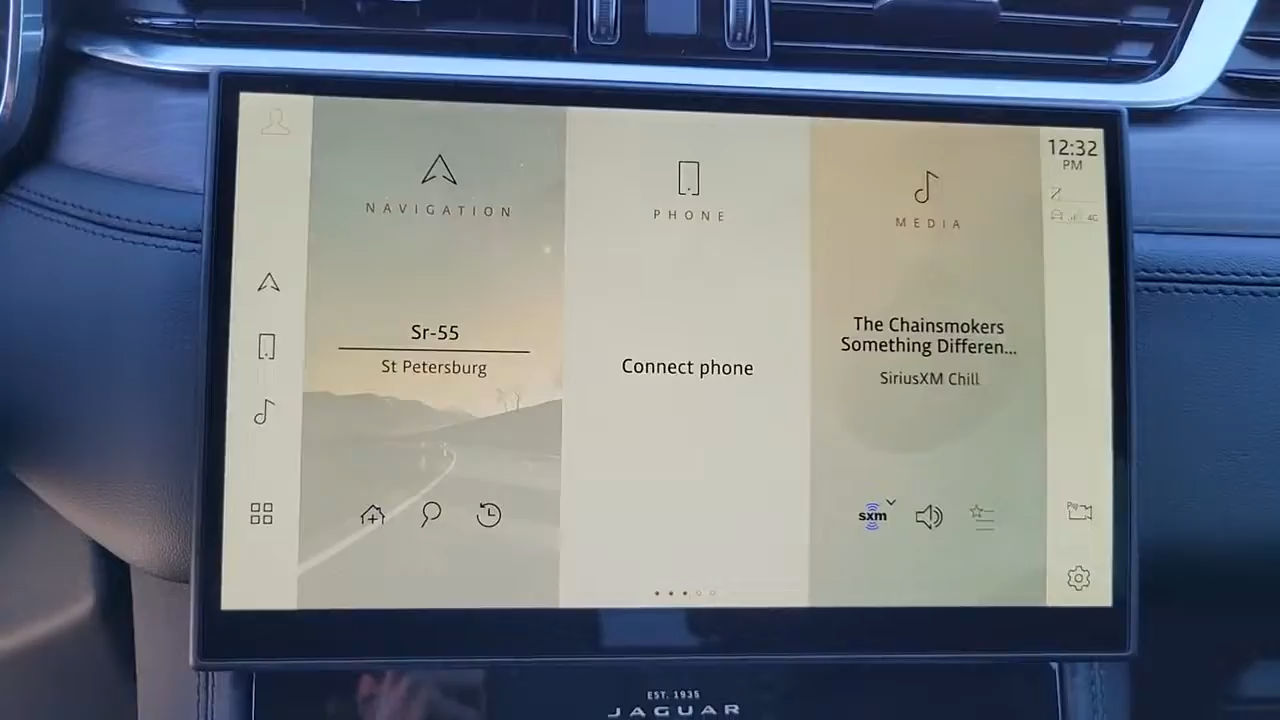 12:32
PM
4G
NAVIGATION
PHONE
MEDIA
Sr-55
St Petersburg
Connect phone
The Chainsmokers
Something Differen...
SiriusXM Chill
sxm
EST. 1935
JAGUAR